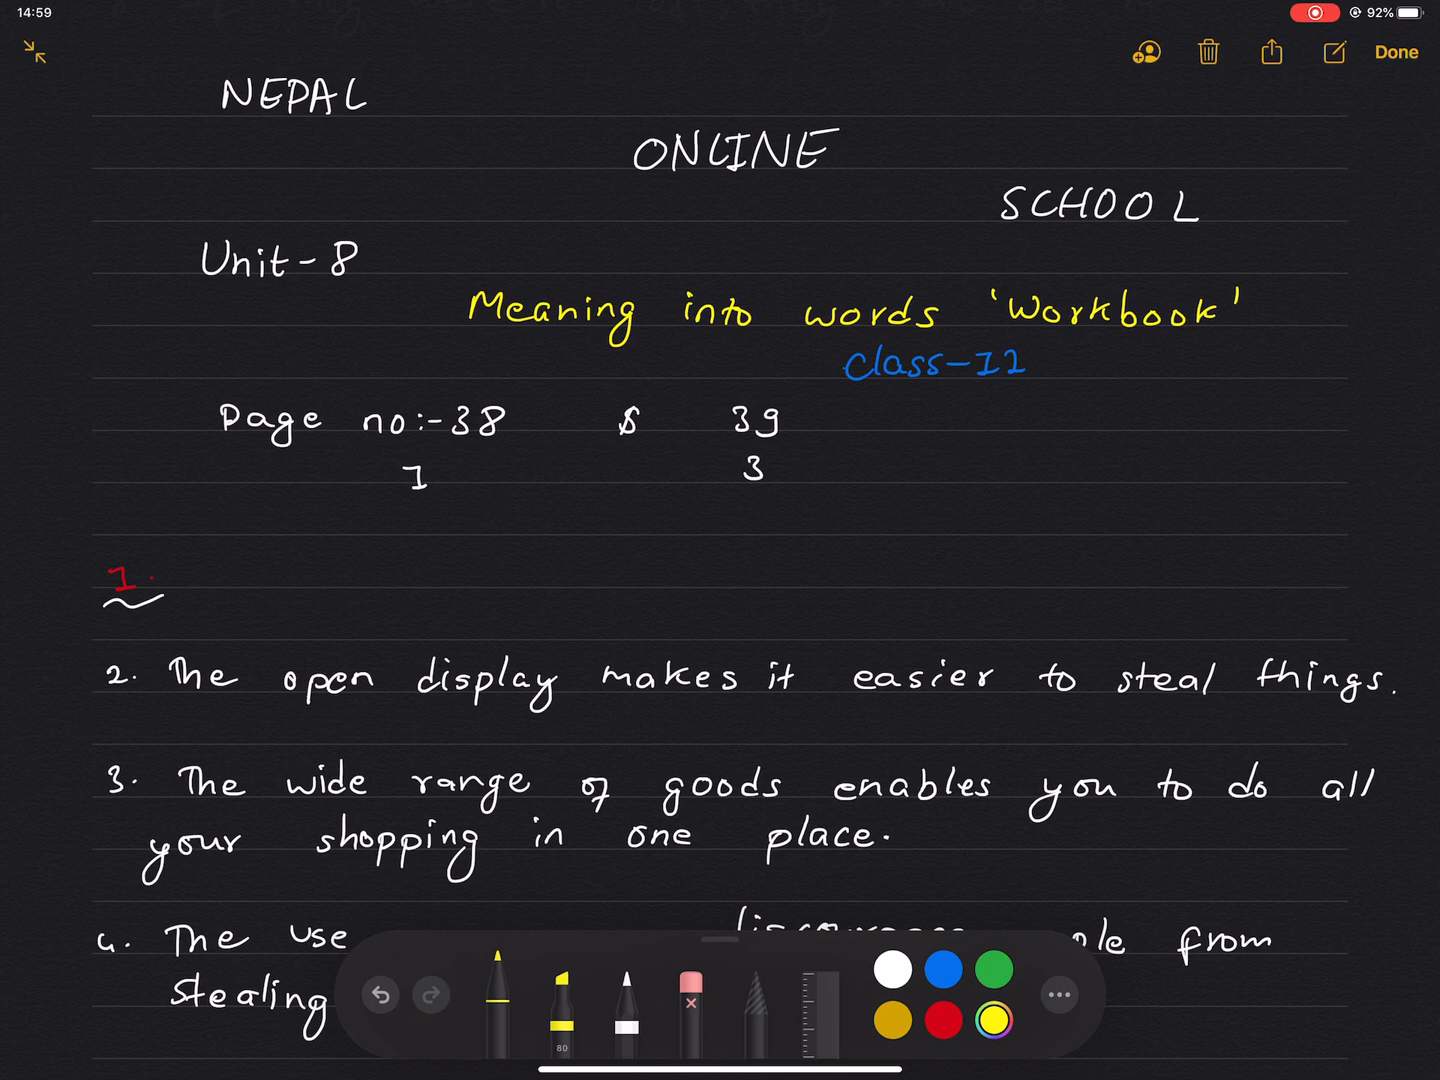 14:59
92%
Done
NEPAL
ONLINE
SCHOOL
Unit-8
Meaning into words 'Workbook'
class-12
Page no:-38 $ 39
1 3
1.
2. The open display makes it easier to steal things.
3. The wide range of goods enables you to do all
your shopping in one place.
4. The use from
stealing
80